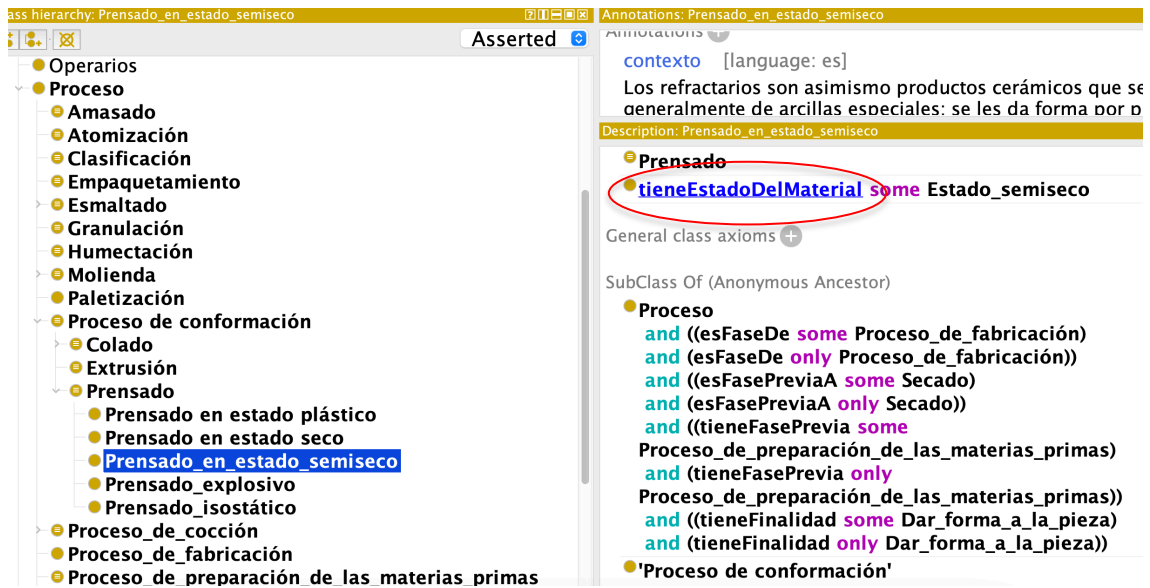 ass hierarchy: Prensado_en_estado_semiseco
Asserted
Operarios
Proceso
Amasado
Atomización
Clasificación
Empaquetamiento
Esmaltado
Granulación
Humectación
Molienda
Paletización
Proceso de conformación
Colado
Extrusión
Prensado
Prensado en estado plástico
Prensado en estado seco
Prensado_en_estado_semiseco
Prensado_explosivo
Prensado_isostático
Proceso_de_cocción
Proceso_de_fabricación
Proceso_de_preparación_de_las_materias_primas
Annotations: Prensado_en_estado_semiseco
Annotations
contexto [language: es]
Los refractarios son asimismo productos cerámicos que se
generalmente de arcillas especiales; se les da forma por p
Description: Prensado_en_estado_semiseco
Prensado
tieneEstadoDelMaterial some Estado_semiseco
General class axioms
SubClass Of (Anonymous Ancestor)
Proceso
and ((esFaseDe some Proceso_de_fabricación)
and (esFaseDe only Proceso_de_fabricación))
and ((esFasePreviaA some Secado)
and (esFasePreviaA only Secado))
and ((tieneFasePrevia some
Proceso_de_preparación_de_las_materias_primas)
and (tieneFasePrevia only
Proceso_de_preparación_de_las_materias_primas))
and ((tieneFinalidad some Dar_forma_a_la_pieza)
and (tieneFinalidad only Dar_forma_a_la_pieza))
'Proceso de conformación'